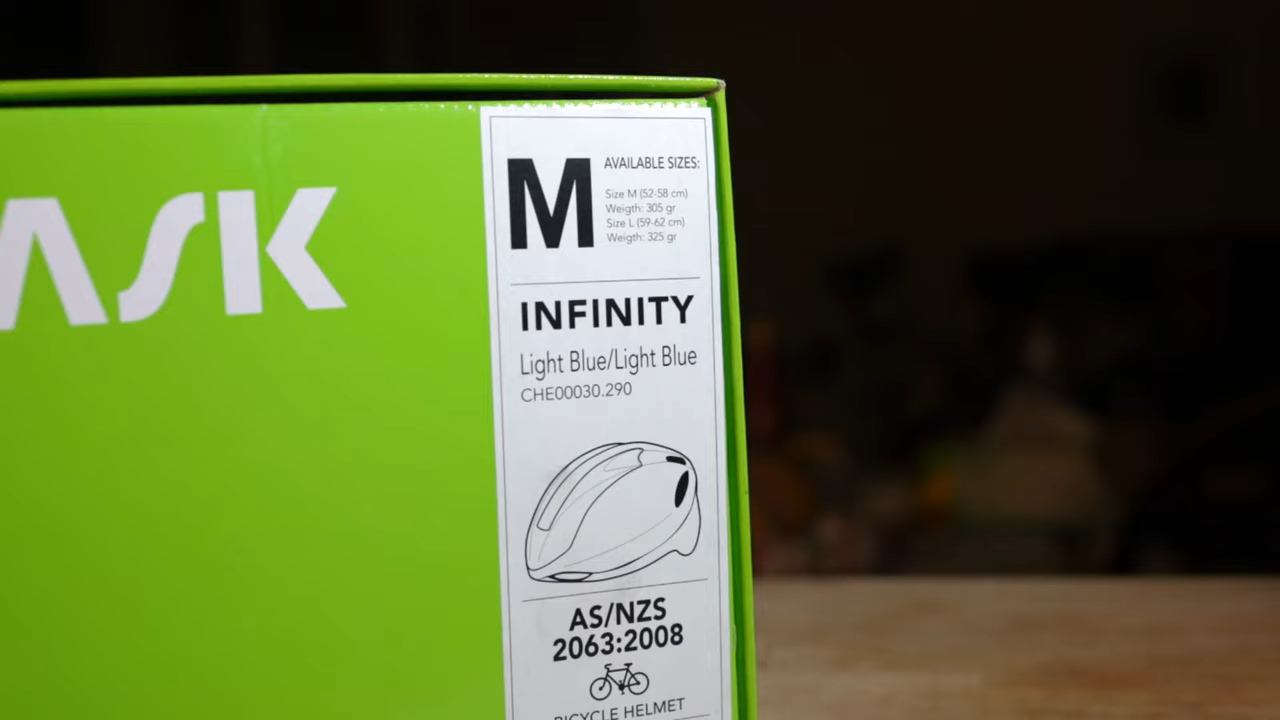 ASK
M
AVAILABLE SIZES:
Size M (52-58 cm)
Weigth: 305 gr
Size L (59-62 cm)
Weigth: 325 gr
INFINITY
Light Blue/Light Blue
CHE00030.290
AS/NZS
2063:2008
BICYCLE HELMET